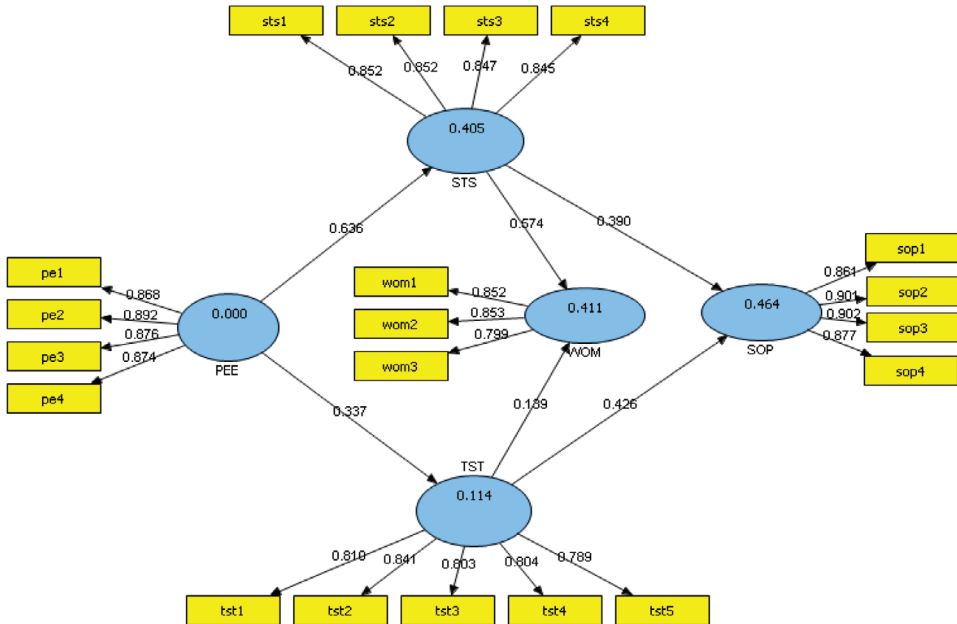 sts1
sts2
sts3
sts4
0.852
0.852
0.847
0.845
0.405
STS
0.636
0.574
0.390
pe1
pe2
pe3
pe4
0.868
0.892
0.876
0.874
0.000
PEE
wom1
wom2
wom3
0.852
0.853
0.799
0.411
WOM
0.464
SOP
sop1
sop2
sop3
sop4
0.861
0.901
0.902
0.877
0.337
0.139
0.426
TST
0.114
0.810
0.841
0.803
0.804
0.789
tst1
tst2
tst3
tst4
tst5